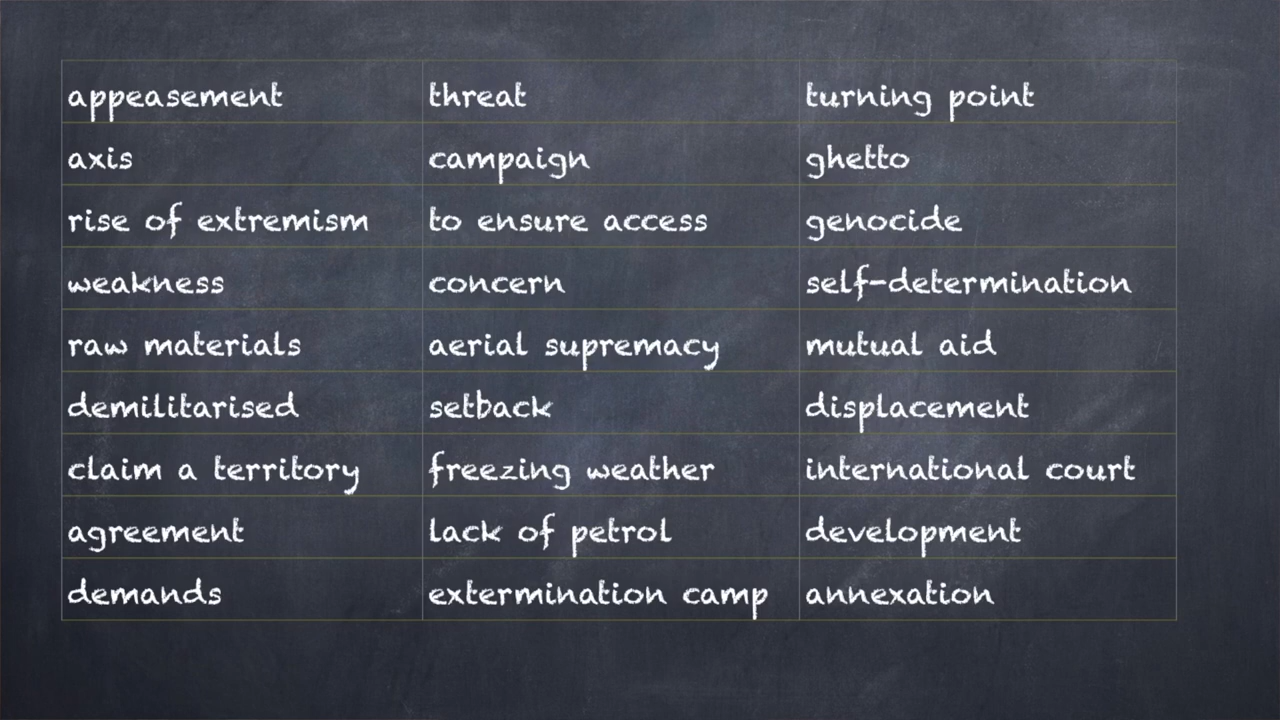 appeasement threat turning point
axis campaign ghetto
rise of extremism to ensure access genocide
weakness concern self-determination
raw materials aerial supremacy mutual aid
demilitarised setback displacement
claim a territory freezing weather international court
agreement lack of petrol development
demands extermination camp annexation